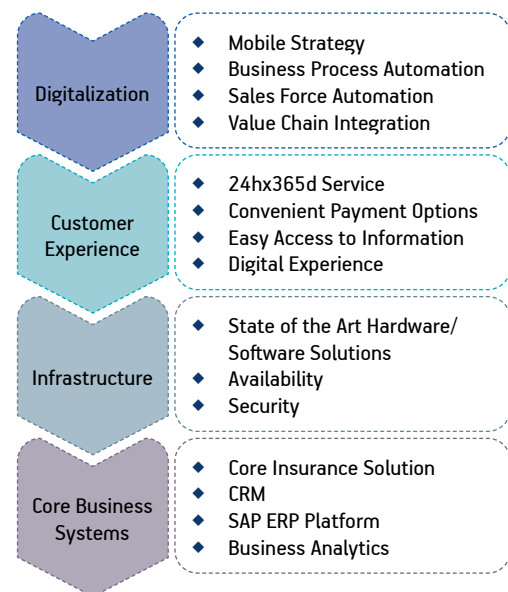 Digitalization
◆ Mobile Strategy
◆ Business Process Automation
◆ Sales Force Automation
◆ Value Chain Integration
Customer
Experience
◆ 24hx365d Service
◆ Convenient Payment Options
◆ Easy Access to Information
◆ Digital Experience
Infrastructure
◆ State of the Art Hardware/
Software Solutions
◆ Availability
◆ Security
Core Business
Systems
◆ Core Insurance Solution
◆ CRM
◆ SAP ERP Platform
◆ Business Analytics